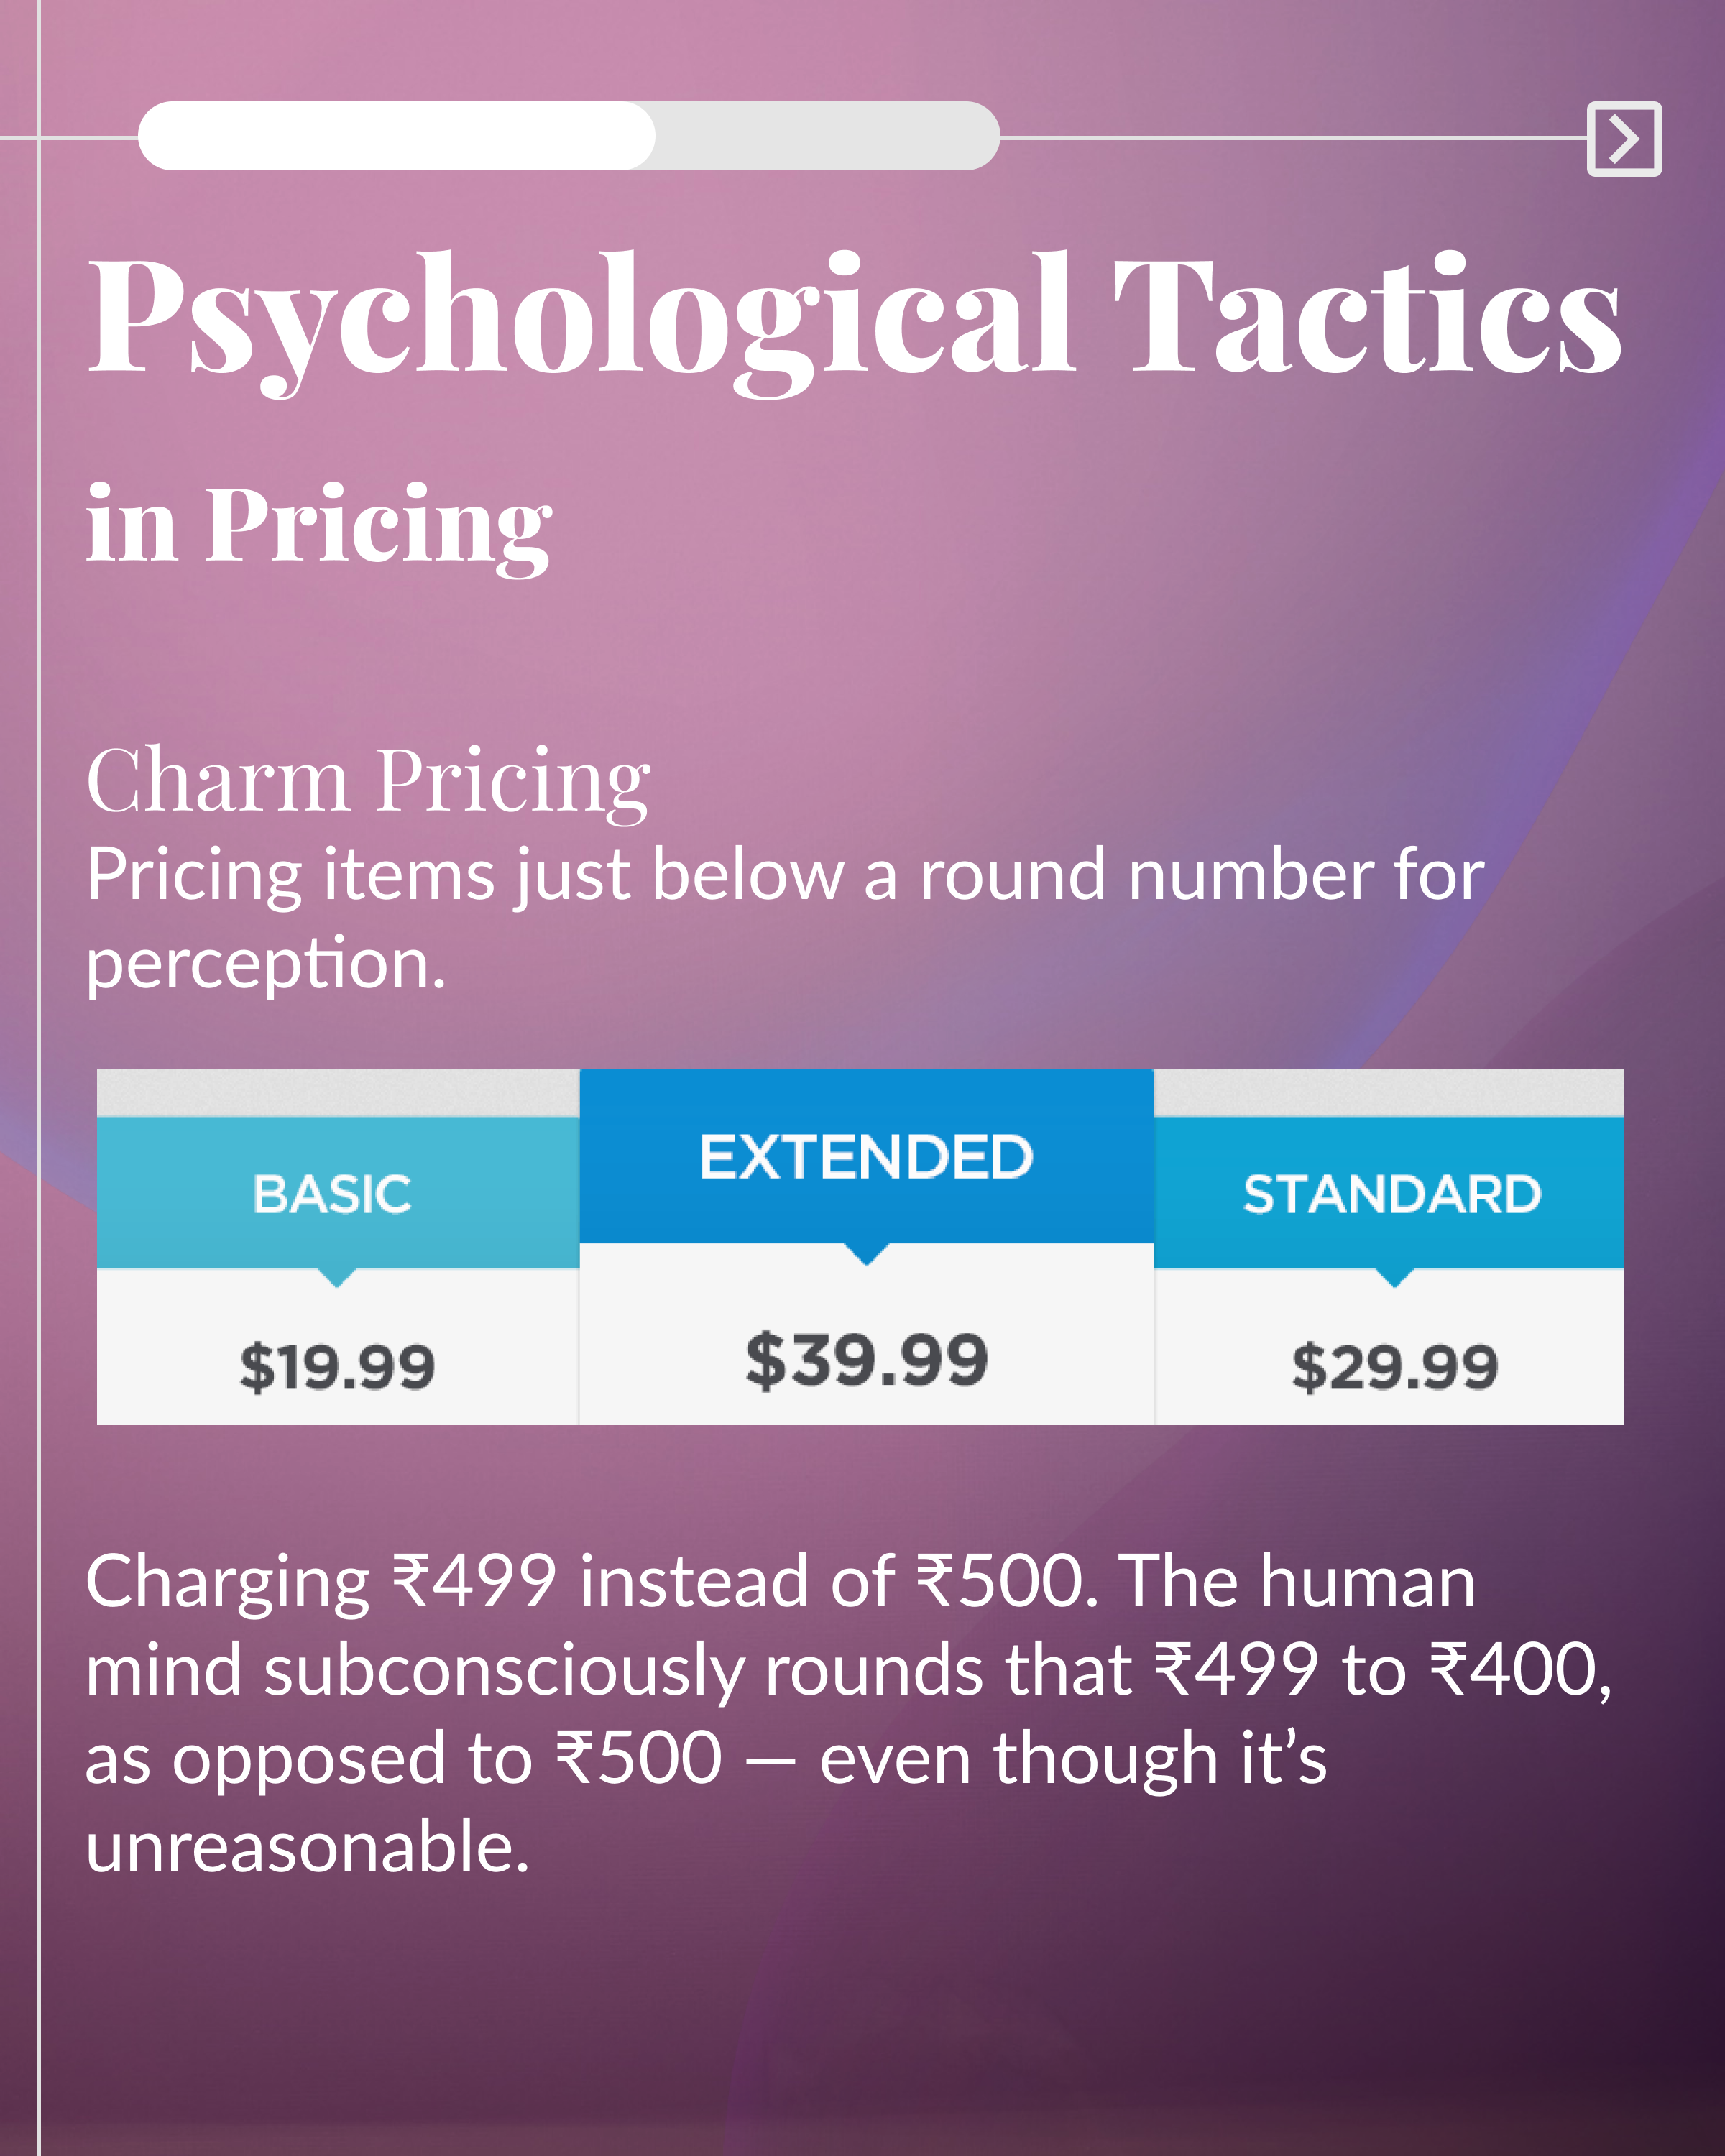 Psychological Tactics
in Pricing
Charm Pricing
Pricing items just below a round number for
perception.
BASIC
EXTENDED
STANDARD
$19.99
$39.99
$29.99
Charging ₹499 instead of ₹500. The human
mind subconsciously rounds that ₹499 to ₹400,
as opposed to ₹500 — even though it’s
unreasonable.